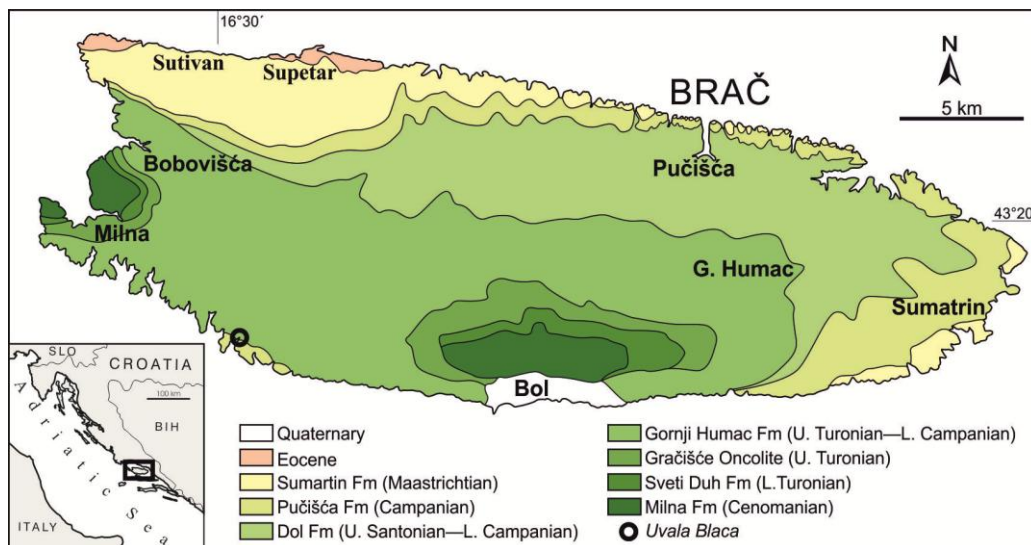 16°30´
N
5 km
BRAČ
Sutivan
Supetar
Pučišća
Bobovišća
43°20
Milna
G. Humac
Sumatrin
Bol
SLO
CROATIA
100 km
BIH
Adriatic Sea
ITALY
Quaternary
Eocene
Sumartin Fm (Maastrichtian)
Pučišća Fm (Campanian)
Dol Fm (U. Santonian—L. Campanian)
Gornji Humac Fm (U. Turonian—L. Campanian)
Gračišće Oncolite (U. Turonian)
Sveti Duh Fm (L.Turonian)
Milna Fm (Cenomanian)
Uvala Blaca